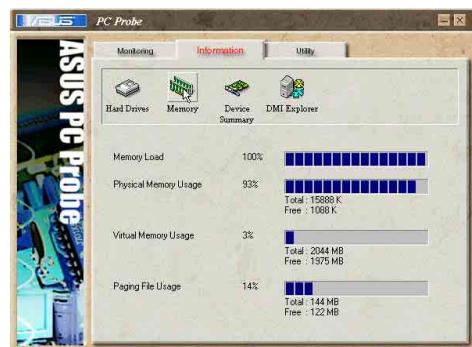 ASUS PC Probe
Monitoring Information Utility
Hard Drives Memory Device Summary DMI Explorer
Memory Load 100%
Physical Memory Usage 93%
Total : 15888 K
Free : 1088 K
Virtual Memory Usage 3%
Total : 2044 MB
Free : 1975 MB
Paging File Usage 14%
Total : 144 MB
Free : 122 MB
ASUS PC Probe